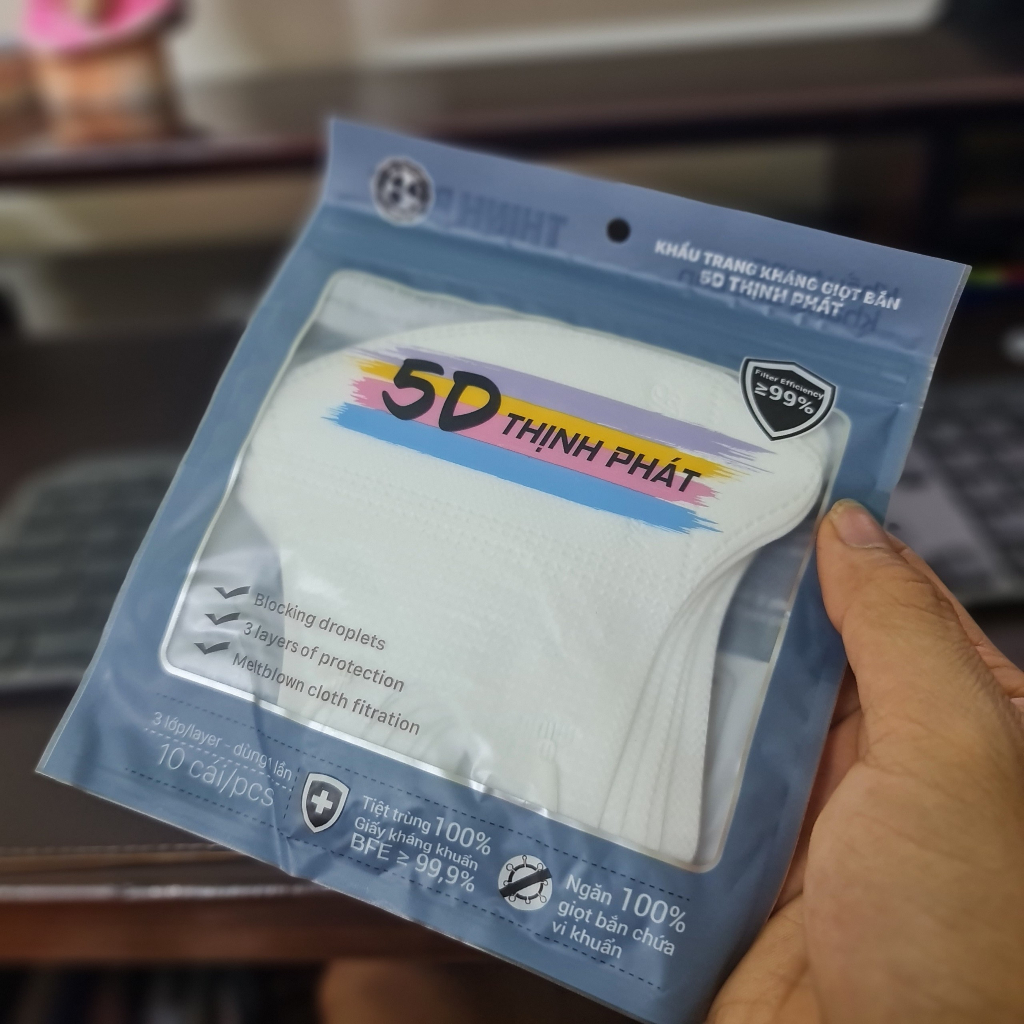 KHẨU TRANG KHÁNG GIỌT BẮN
5D THỊNH PHÁT
Filter Efficiency
≥99%
5D THỊNH PHÁT
Blocking droplets
3 layers of protection
Meltblown cloth fitration
3 lớp/layer - dùng 1 lần
10 cái/pcs
Tiệt trùng 100%
Giấy kháng khuẩn
BFE ≥ 99,9%
Ngăn 100%
giọt bắn chứa
vi khuẩn